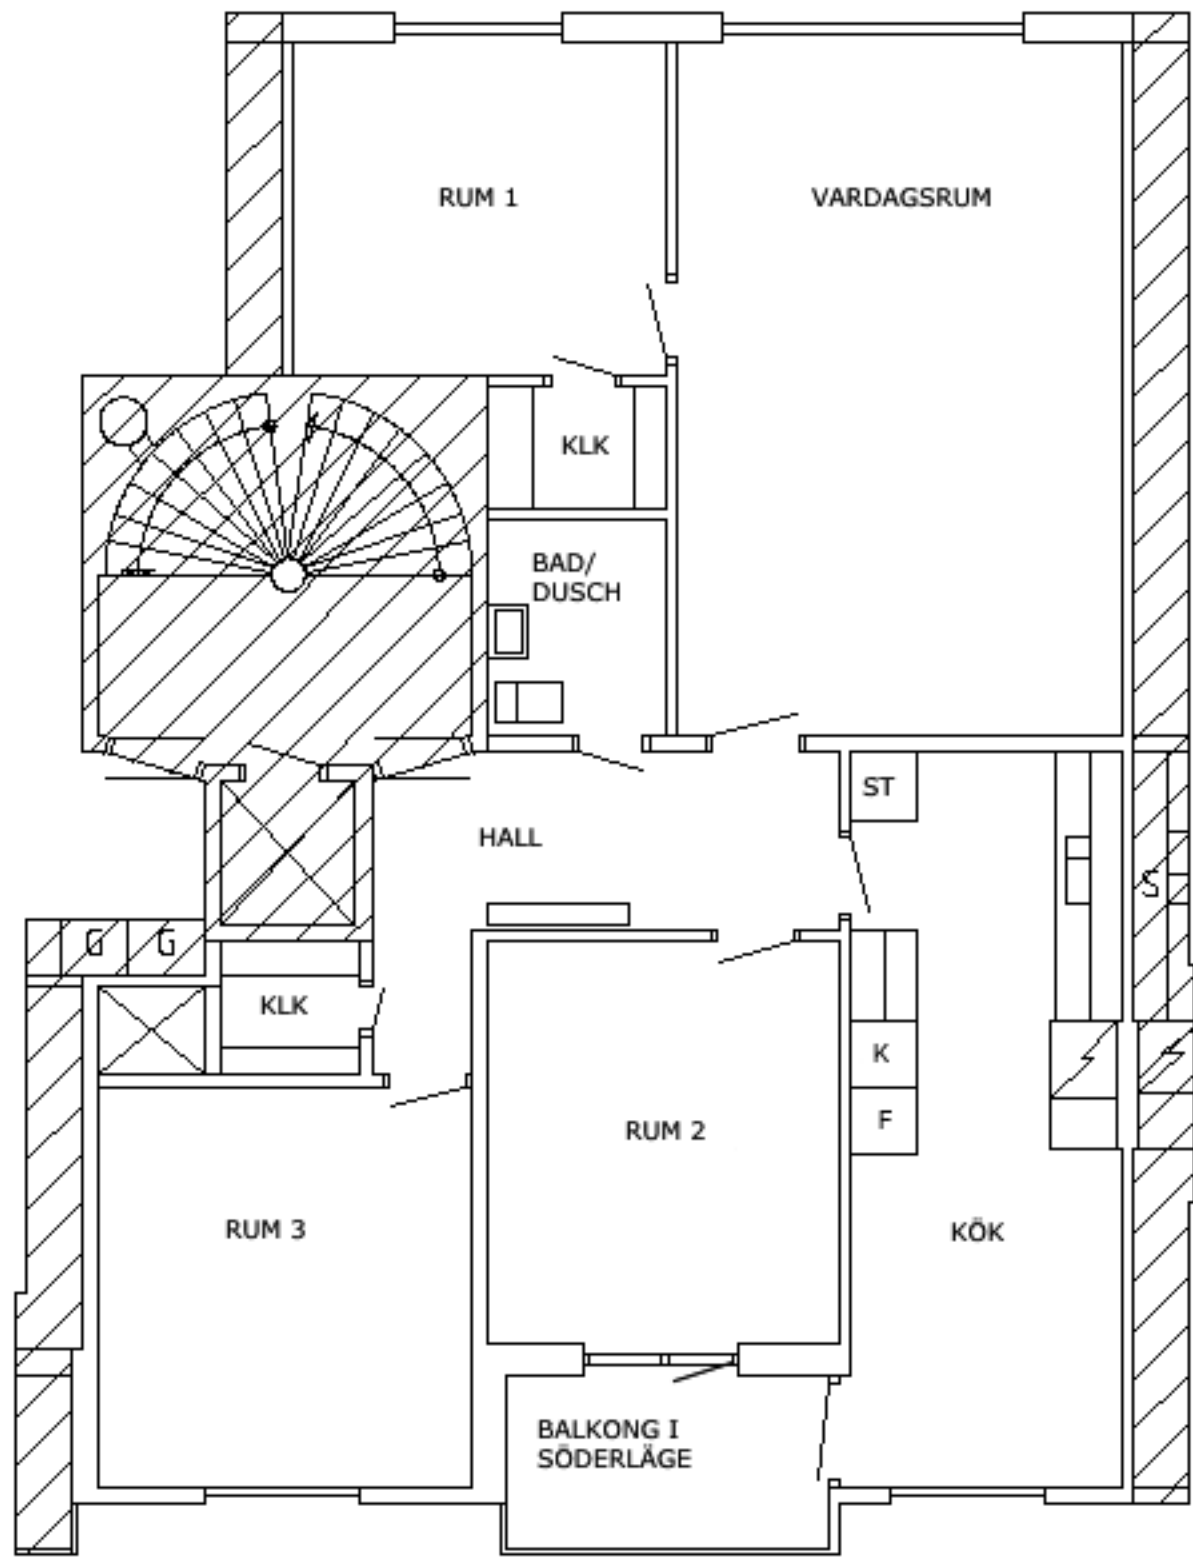 RUM 1
VARDAGSRUM
KLK
BAD/
DUSCH
ST
HALL
S
G
G
KLK
K
F
RUM 2
RUM 3
KÖK
BALKONG I
SÖDERLÄGE